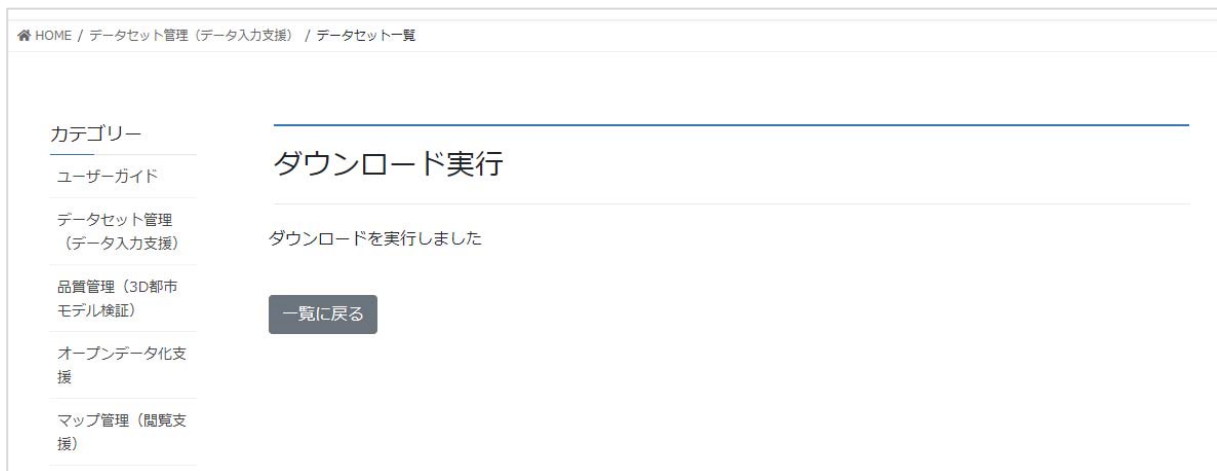 HOME / データセット管理（データ入力支援） / データセット一覧
カテゴリー
ユーザーガイド
データセット管理
（データ入力支援）
品質管理（3D都市
モデル検証）
オープンデータ化支
援
マップ管理（閲覧支
援）
ダウンロード実行
ダウンロードを実行しました
一覧に戻る